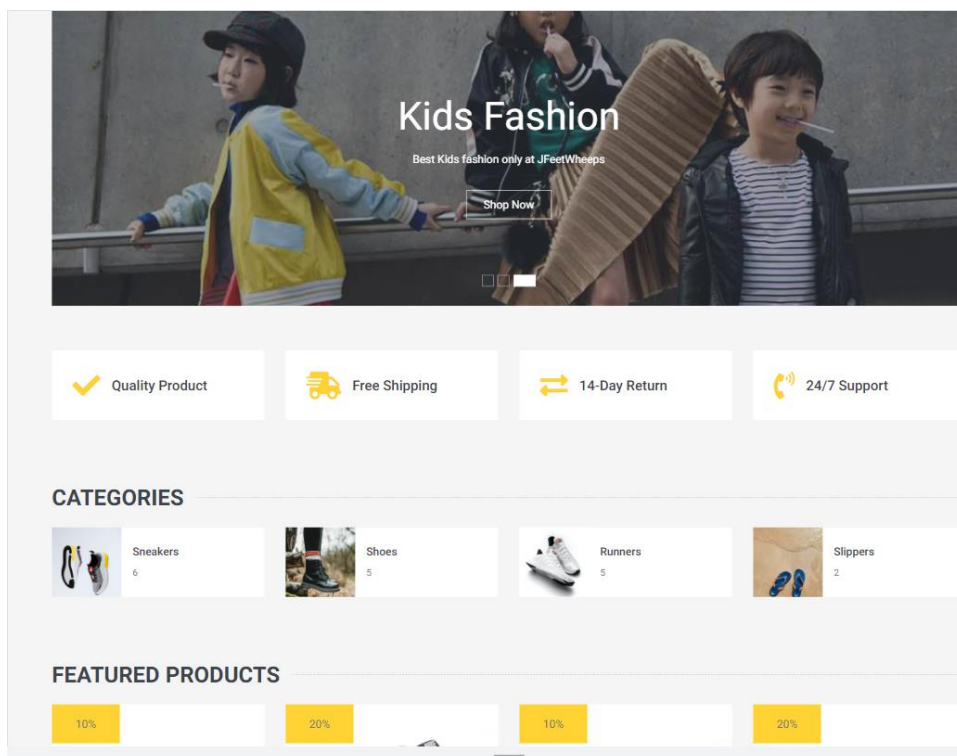 Kids Fashion
Best Kids fashion only at JFeetWheeps
Shop Now
Quality Product
Free Shipping
14-Day Return
24/7 Support
CATEGORIES
Sneakers
6
Shoes
5
Runners
5
Slippers
2
FEATURED PRODUCTS
10%
20%
10%
20%